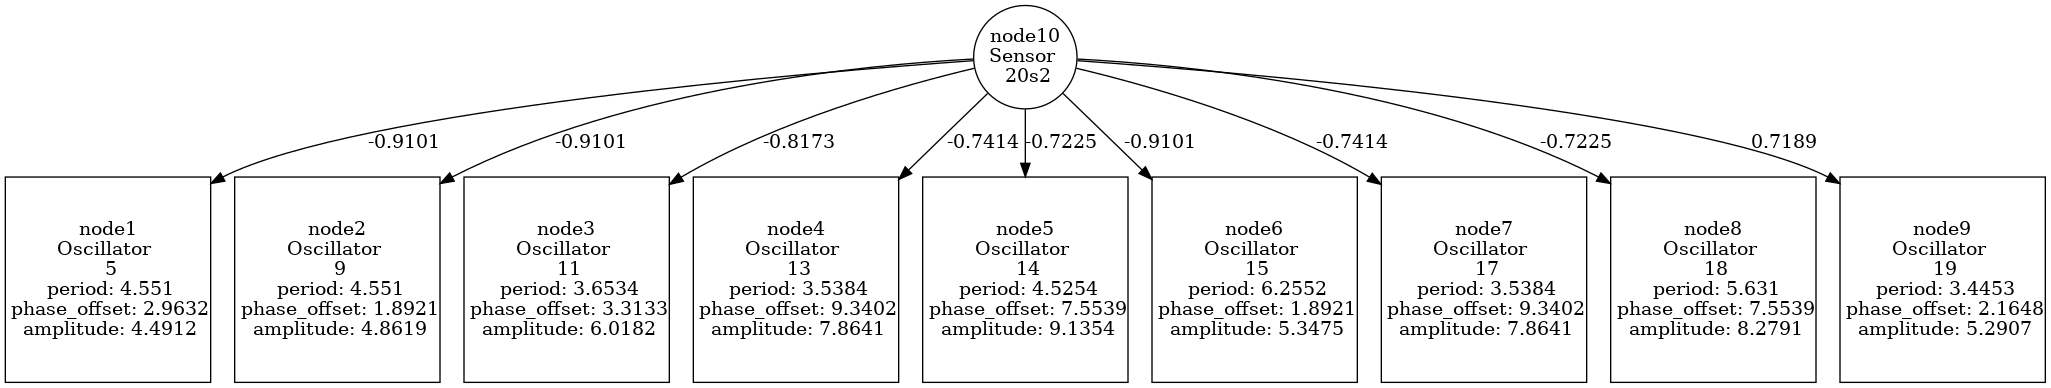 node10
Sensor
20s2
-0.9101
-0.9101
-0.8173
-0.7414
-0.7225
-0.9101
-0.7414
-0.7225
0.7189
node1
Oscillator
5
period: 4.551
phase_offset: 2.9632
amplitude: 4.4912
node2
Oscillator
9
period: 4.551
phase_offset: 1.8921
amplitude: 4.8619
node3
Oscillator
11
period: 3.6534
phase_offset: 3.3133
amplitude: 6.0182
node4
Oscillator
13
period: 3.5384
phase_offset: 9.3402
amplitude: 7.8641
node5
Oscillator
14
period: 4.5254
phase_offset: 7.5539
amplitude: 9.1354
node6
Oscillator
15
period: 6.2552
phase_offset: 1.8921
amplitude: 5.3475
node7
Oscillator
17
period: 3.5384
phase_offset: 9.3402
amplitude: 7.8641
node8
Oscillator
18
period: 5.631
phase_offset: 7.5539
amplitude: 8.2791
node9
Oscillator
19
period: 3.4453
phase_offset: 2.1648
amplitude: 5.2907